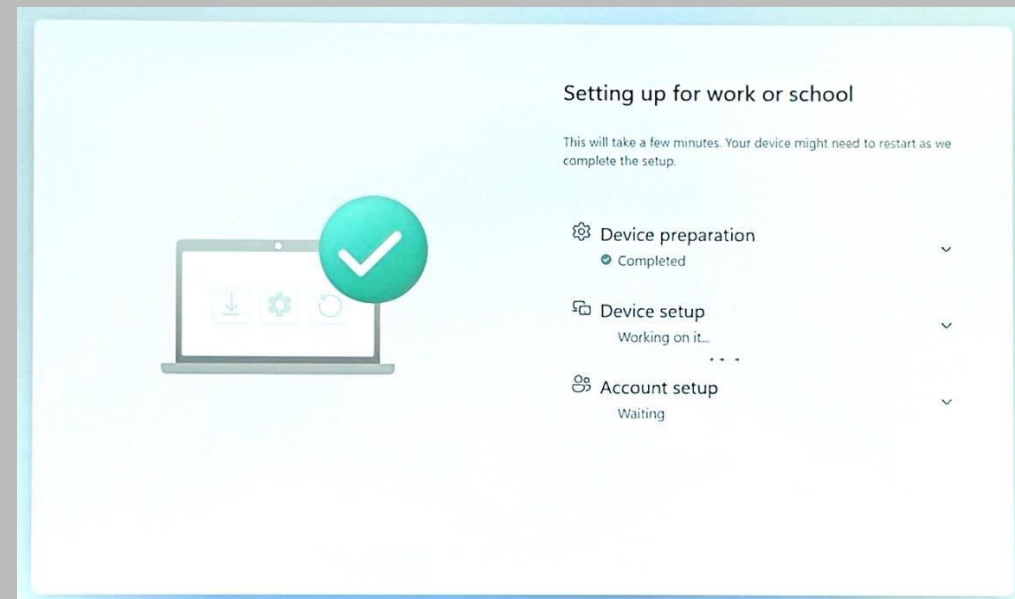 Setting up for work or school
This will take a few minutes. Your device might need to restart as we
complete the setup.
Device preparation
Completed
Device setup
Working on it...
Account setup
Waiting